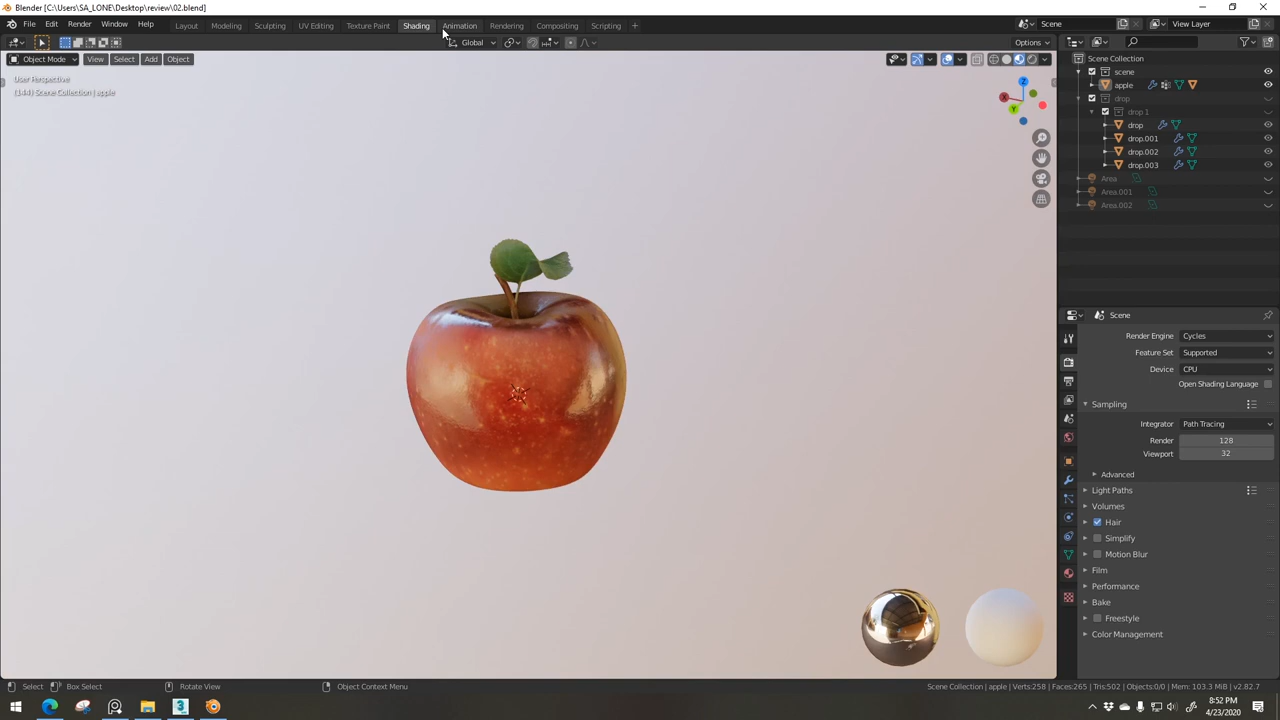 Blender [C:\Users\SA_LONE\Desktop\review\02.blend]
File Edit Render Window Help Layout Modeling Sculpting UV Editing Texture Paint Shading Animation Rendering Compositing Scripting + Scene View Layer
Global Options
Object Mode View Select Add Object
User Perspective
(144) Scene Collection | apple
Z
X
Y
Scene Collection
scene
apple
drop
drop 1
drop
drop.001
drop.002
drop.003
Area
Area.001
Area.002
Scene
Render Engine Cycles
Feature Set Supported
Device CPU
Open Shading Language
Sampling
Integrator Path Tracing
Render 128
Viewport 32
Advanced
Light Paths
Volumes
Hair
Simplify
Motion Blur
Film
Performance
Bake
Freestyle
Color Management
Select Box Select Rotate View Object Context Menu Scene Collection | apple | Verts:258 | Faces:265 | Tris:502 | Objects:0/0 | Mem: 103.3 MiB | v2.82.7
8:52 PM
4/23/2020